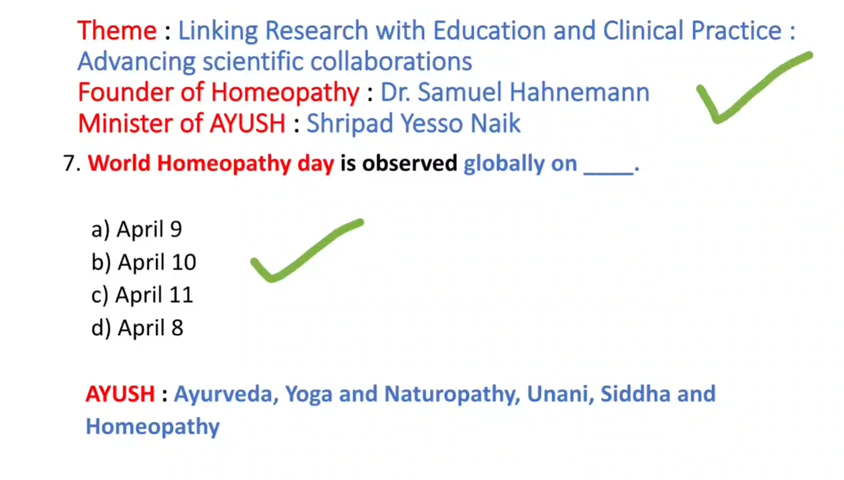 Theme : Linking Research with Education and Clinical Practice :
Advancing scientific collaborations
Founder of Homeopathy : Dr. Samuel Hahnemann
Minister of AYUSH : Shripad Yesso Naik
7. World Homeopathy day is observed globally on ____.
a) April 9
b) April 10
c) April 11
d) April 8
AYUSH : Ayurveda, Yoga and Naturopathy, Unani, Siddha and
Homeopathy